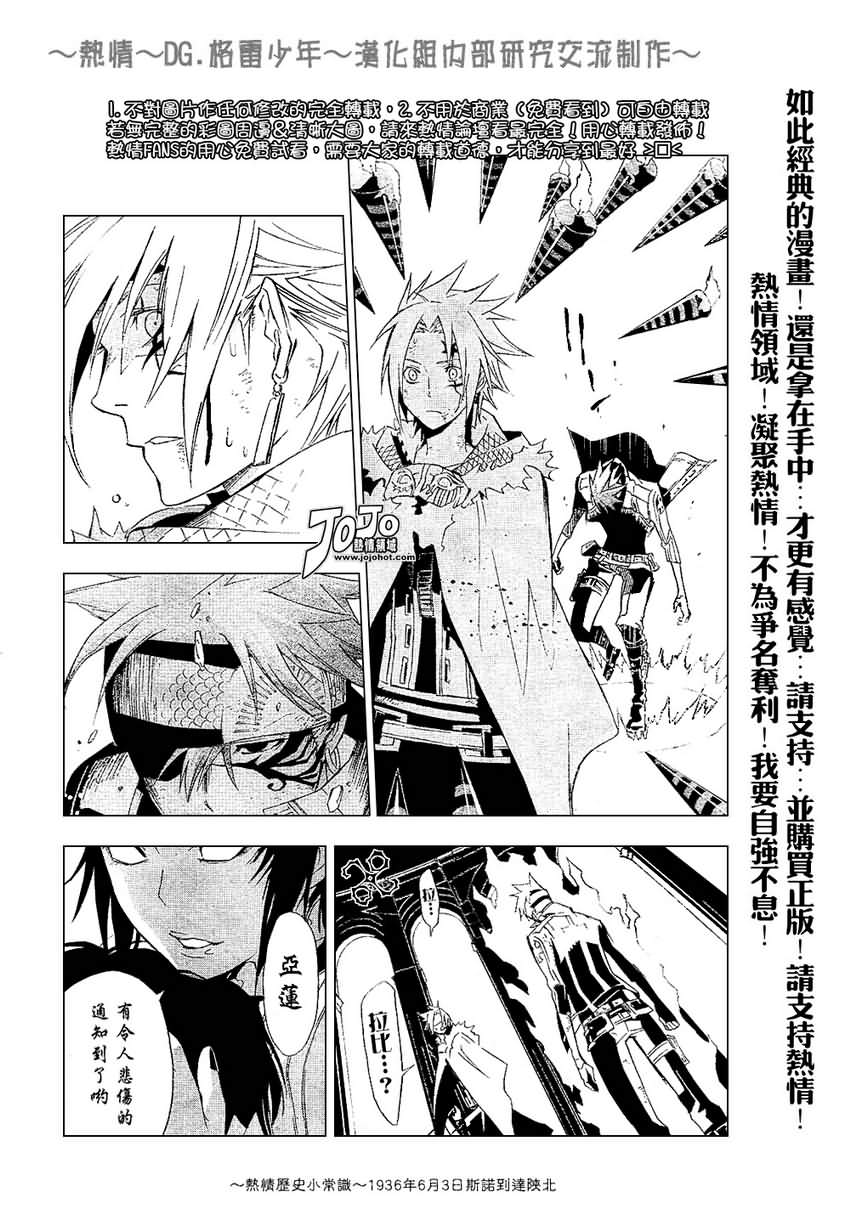 ～熱情～DG.格雷少年～漢化組內部研究交流制作～
1. 不對圖片作任何修改的完全轉載，2. 不用於商業（免費看到）可自由轉載
若無完整的彩圖周邊&清晰大圖，請來熱情論壇看最完全！用心轉載發佈！
熱情FANS的用心免費試看，需要大家的轉載道德，才能分享到最好 >口<
如此經典的漫畫！還是拿在手中…才更有感覺…請支持…並購買正版！請支持熱情！
熱情領域！凝聚熱情！不為爭名奪利！我要自強不息！
JOJO
熱情領域
www.jojohot.com
拉…
拉比…？
亞蓮
有令人悲傷的
通知到了喲
～熱情歷史小常識～1936年6月3日斯諾到達陝北